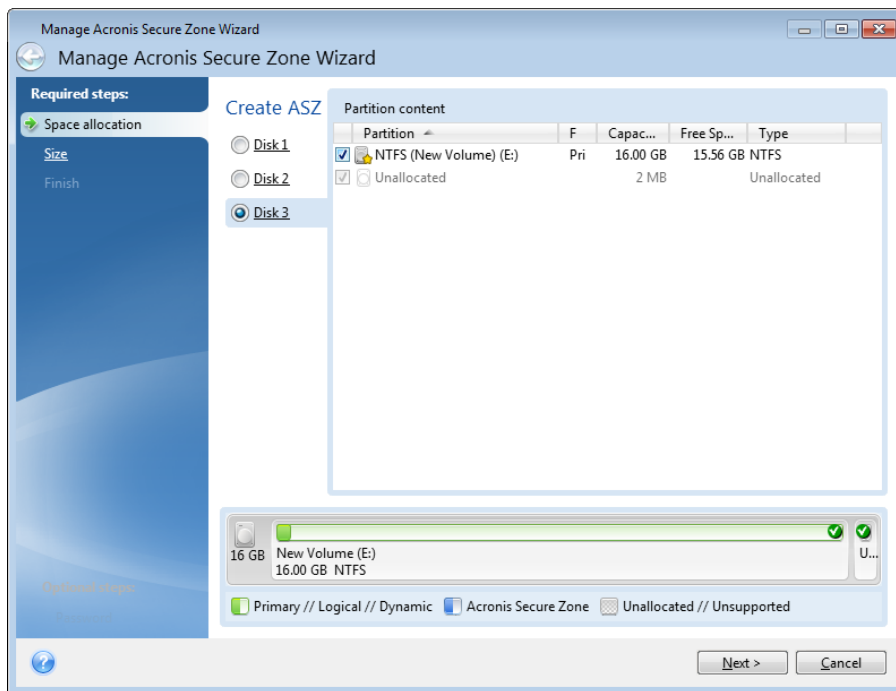 Manage Acronis Secure Zone Wizard
Manage Acronis Secure Zone Wizard
Required steps:
Space allocation
Size
Finish
Create ASZ
Disk 1
Disk 2
Disk 3
Partition content
Partition F Capac... Free Sp... Type
NTFS (New Volume) (E:) Pri 16.00 GB 15.56 GB NTFS
Unallocated 2 MB Unallocated
16 GB
New Volume (E:)
16.00 GB NTFS
U...
Primary // Logical // Dynamic Acronis Secure Zone Unallocated // Unsupported
Optional steps:
? Next > Cancel